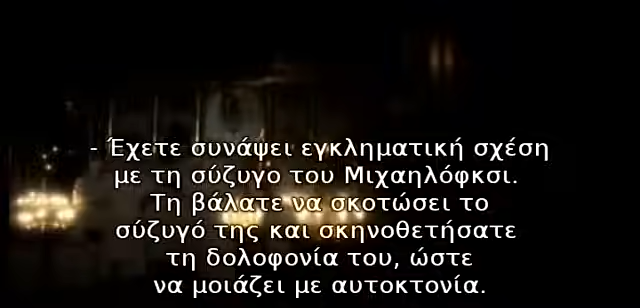 - Έχετε συνάψει εγκληματική σχέση
με τη σύζυγο του Μιχαηλόφκσι.
Τη βάλατε να σκοτώσει το
σύζυγό της και σκηνοθετήσατε
τη δολοφονία του, ώστε
να μοιάζει με αυτοκτονία.